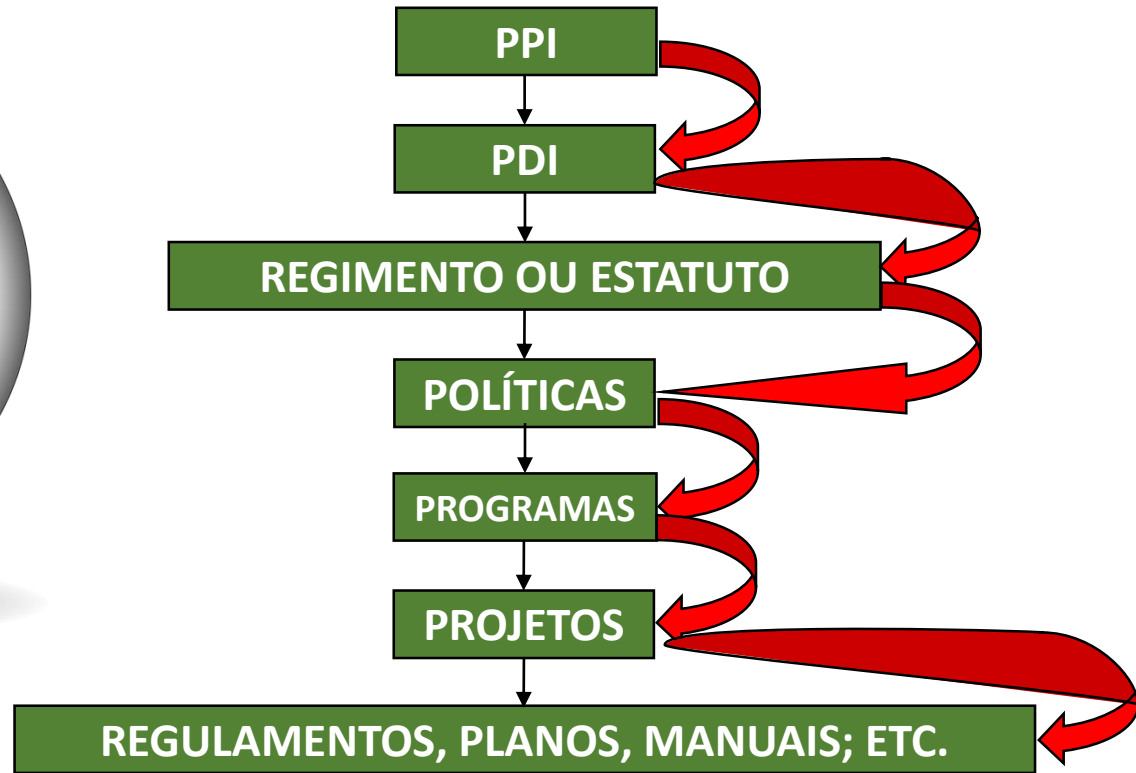 PPI
PDI
REGIMENTO OU ESTATUTO
POLÍTICAS
PROGRAMAS
PROJETOS
REGULAMENTOS, PLANOS, MANUAIS; ETC.